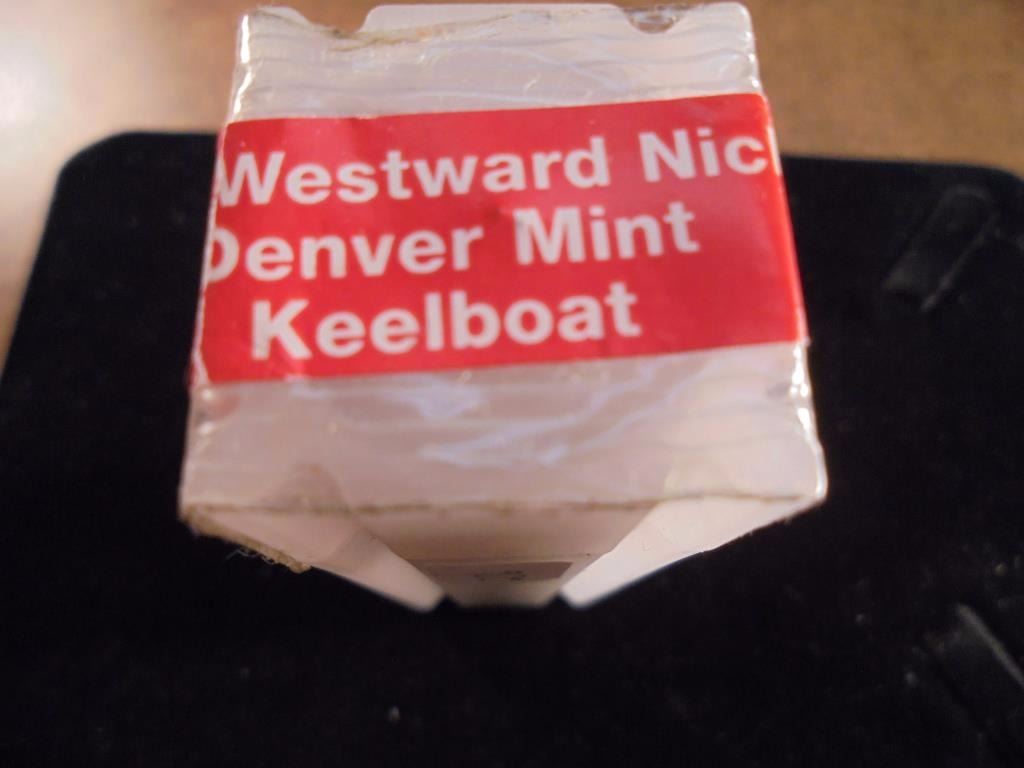 Westward Nic
Denver Mint
Keelboat